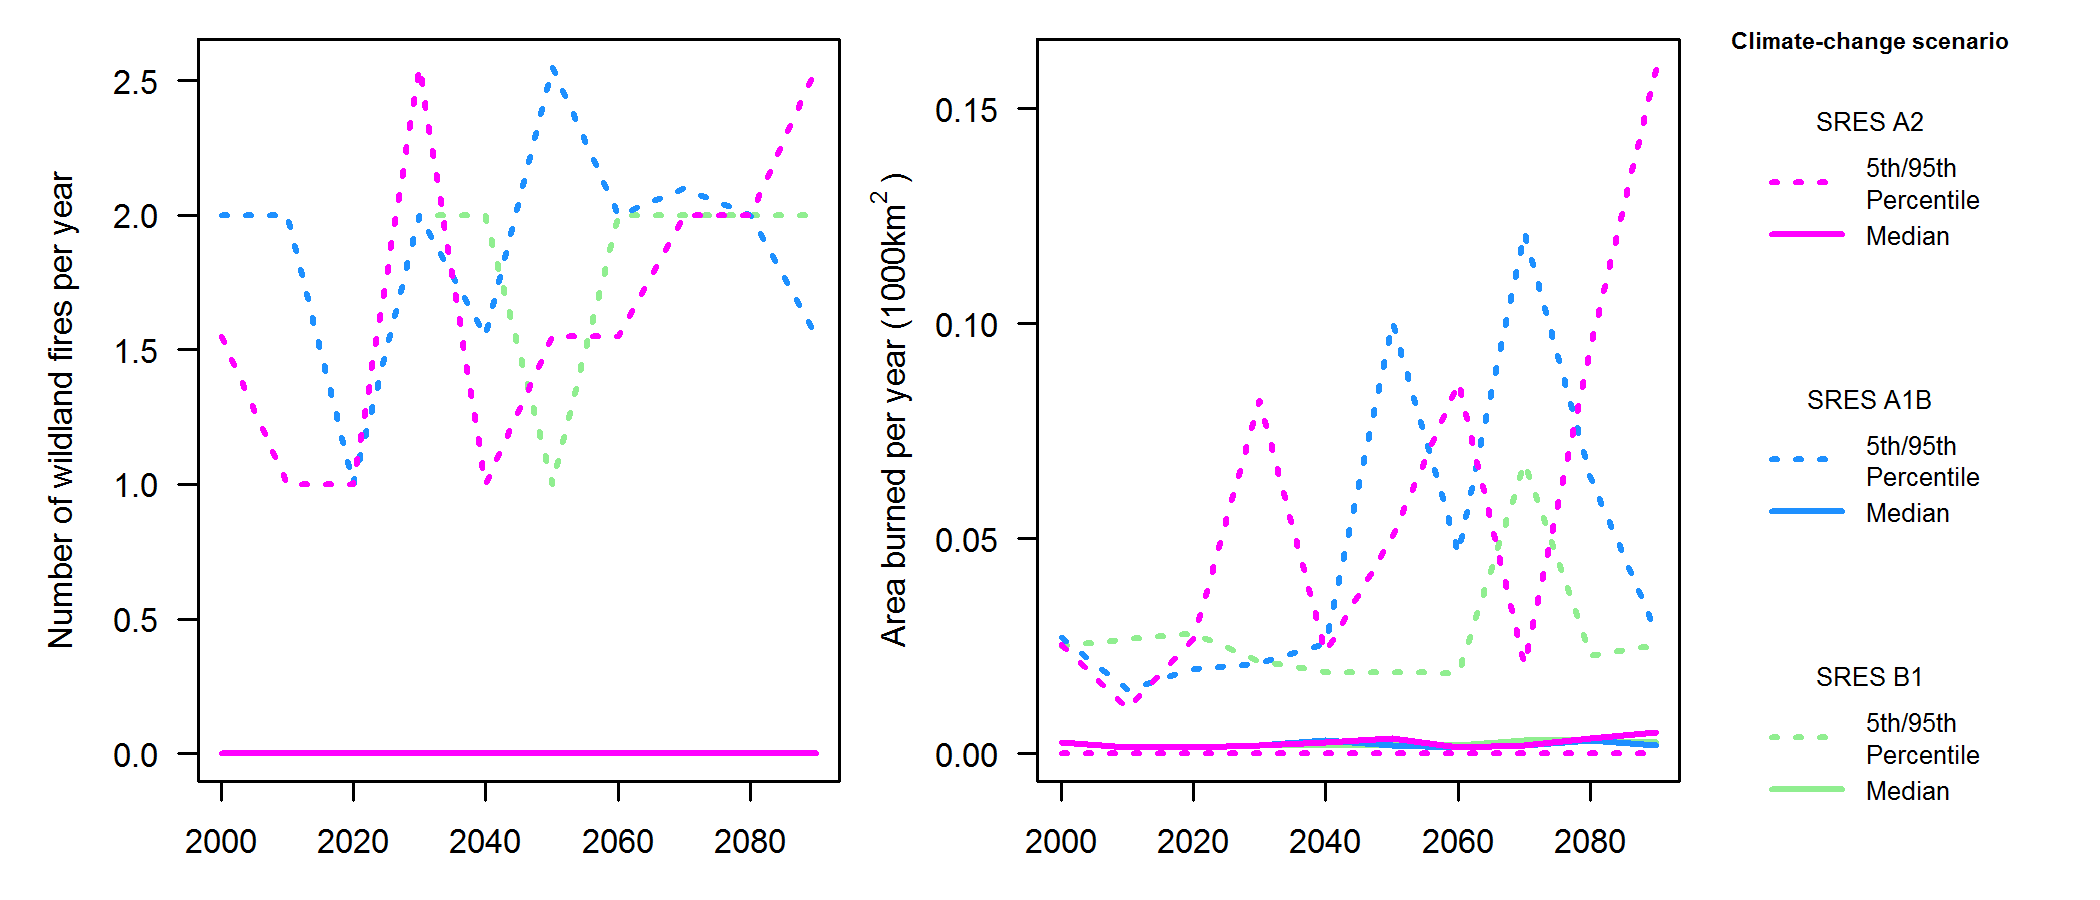 Number of wildland fires per year
2.5
2.0
1.5
1.0
0.5
0.0
2000 2020 2040 2060 2080
Area burned per year (1000km²)
0.15
0.10
0.05
0.00
2000 2020 2040 2060 2080
Climate-change scenario
SRES A2
5th/95th
Percentile
Median
SRES A1B
5th/95th
Percentile
Median
SRES B1
5th/95th
Percentile
Median